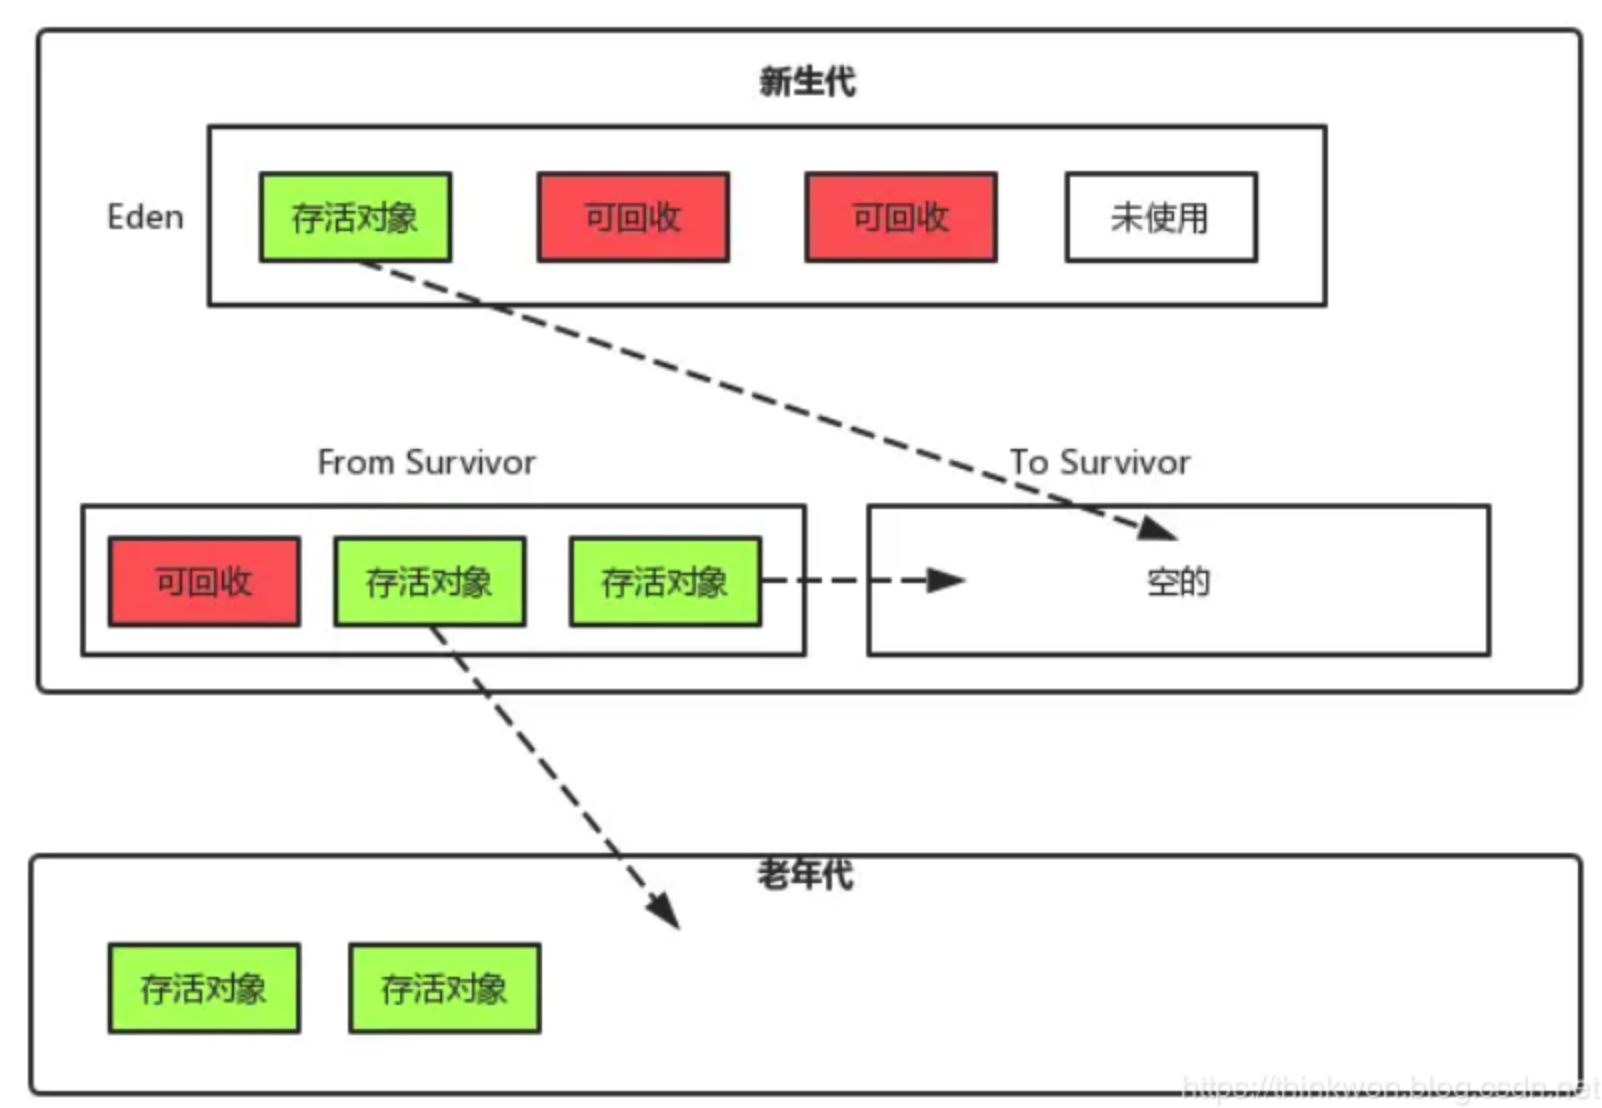 新生代
Eden
存活对象
可回收
可回收
未使用
From Survivor
To Survivor
可回收
存活对象
存活对象
空的
老年代
存活对象
存活对象
https://thinkwon.blog.csdn.net